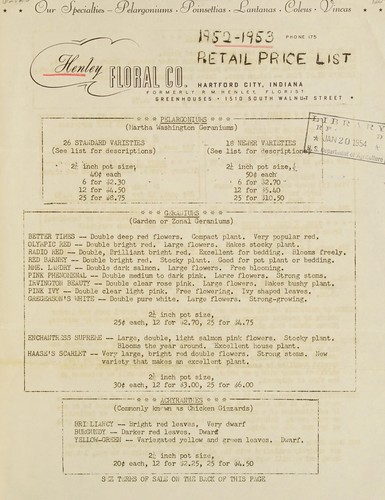 Our Specialties – Pelargoniums · Poinsettias · Lantanas · Coleus · Vincas
1952-1953
PHONE 175
RETAIL PRICE LIST
Henley
FLORAL CO.
HARTFORD CITY, INDIANA
FORMERLY R M HENLEY FLORIST
GREENHOUSES • 1510 SOUTH WALNUT STREET
LIBRARY
JAN 20 1954
U.S. Department of Agriculture
* * * PELARGONIUMS * * *
(Martha Washington Geraniums)
26 STANDARD VARIETIES
(See list for descriptions)
2½ inch pot size,
40¢ each
6 for $2.30
12 for $4.50
25 for $8.75
18 NEWER VARIETIES
(See list for descriptions)
2½ inch pot size,
50¢ each
6 for $2.70
12 for $5.40
25 for $10.50
* * * GERANIUMS * * *
(Garden or Zonal Geraniums)
BETTER TIMES -- Double deep red flowers. Compact plant. Very popular red.
OLYMPIC RED -- Double bright red. Large flowers. Makes stocky plant.
RADIO RED -- Double, Brilliant bright red. Excellent for bedding. Blooms freely.
RED BARNEY -- Double bright red. Stocky plant. Good for pot plant or bedding.
MME. LANDRY -- Double dark salmon. Large flowers. Free blooming.
PINK PHENOMENAL -- Double medium to dark pink. Large flowers, Strong stems.
IRVINGTON BEAUTY -- Double clear rose pink. Large flowers, Makes bushy plant.
PINK IVY -- Double clear light pink. Free flowering. Ivy shaped leaves.
GREGERSON'S WHITE -- Double pure white. Large flowers, Strong-growing.
2½ inch pot size,
25¢ each, 12 for $2.70, 25 for $4.75
ENCHANTRESS SUPREME -- Large, double, light salmon pink flowers. Stocky plant.
Blooms the year around. Excellent house plant.
HAASE'S SCARLET -- Very large, bright red double flowers. Strong stems. New
variety that makes an excellent plant.
2½ inch pot size,
30¢ each, 12 for $3.00, 25 for $6.00
* * * ACHYRANTHES * * *
(Commonly known as Chicken Gizzards)
BRILLIANCY -- Bright red leaves. Very dwarf
BURGUNDY -- Darker red leaves. Dwarf
YELLOW-GREEN -- Variegated yellow and green leaves. Dwarf.
2½ inch pot size,
20¢ each, 12 for $2.25, 25 for $4.50
SEE TERMS OF SALE ON THE BACK OF THIS PAGE